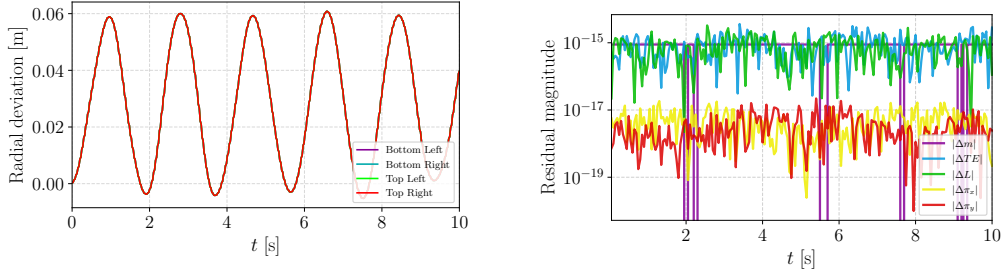 Radial deviation [m]
0.06
0.04
0.02
0.00
Bottom Left
Bottom Right
Top Left
Top Right
0 2 4 6 8 10
t [s]
Residual magnitude
10⁻¹⁵
10⁻¹⁷
10⁻¹⁹
|Δm|
|ΔTE|
|ΔL|
|Δπₓ|
|Δπ_y|
2 4 6 8 10
t [s]